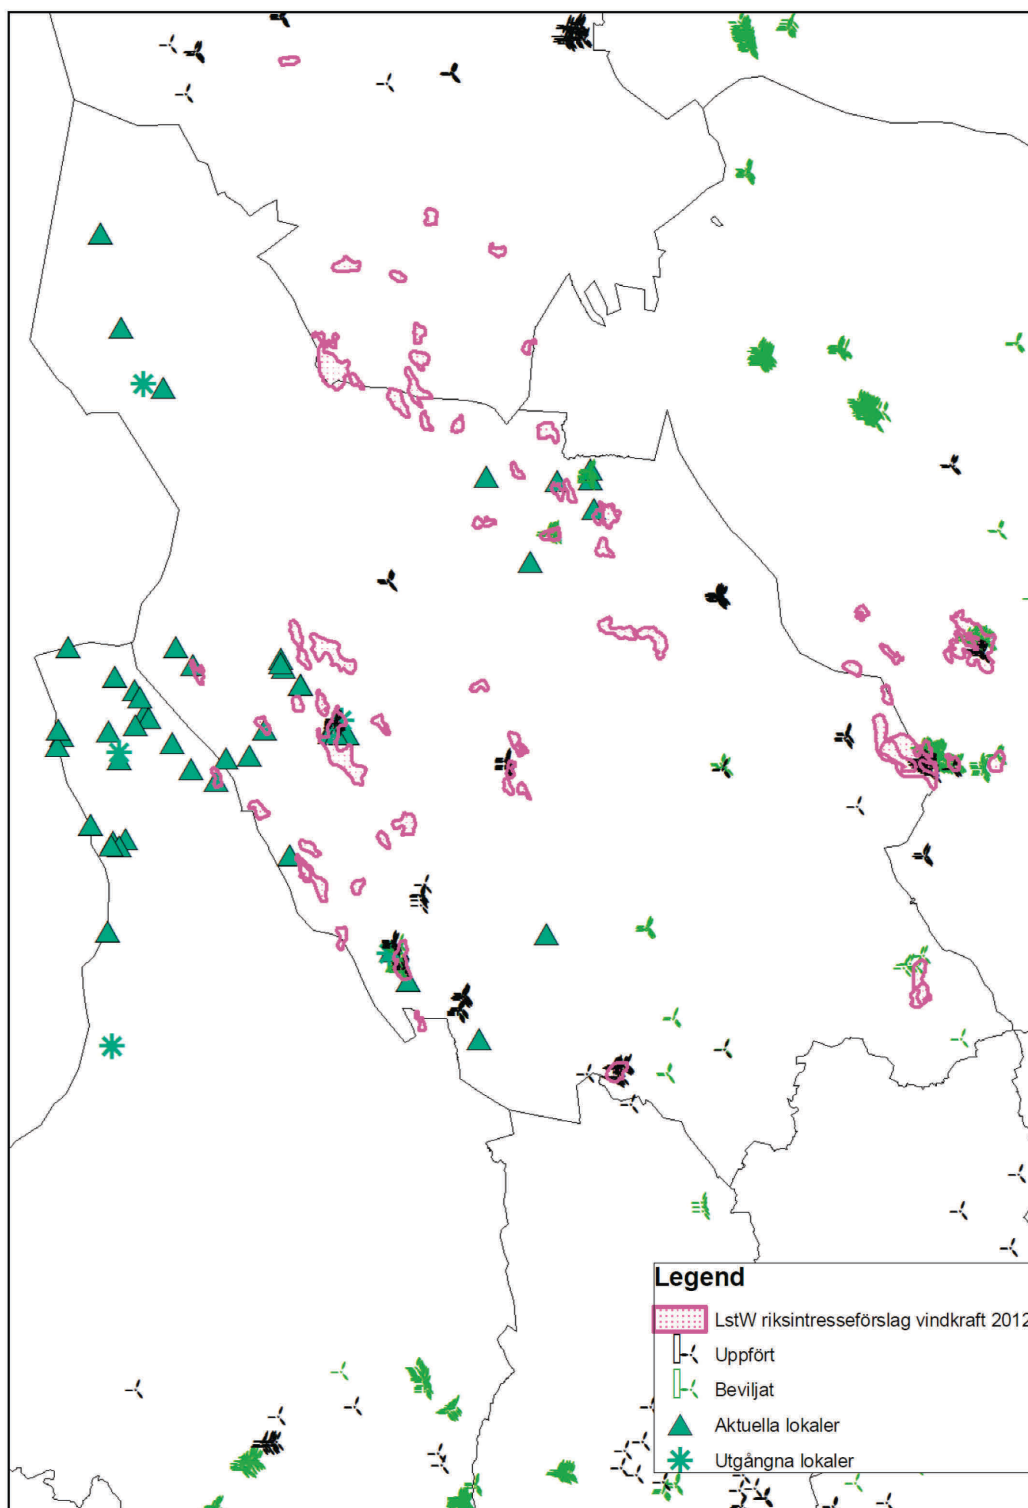 Legend
LstW riksintresseförslag vindkraft 2012
Uppfört
Beviljat
Aktuella lokaler
Utgångna lokaler